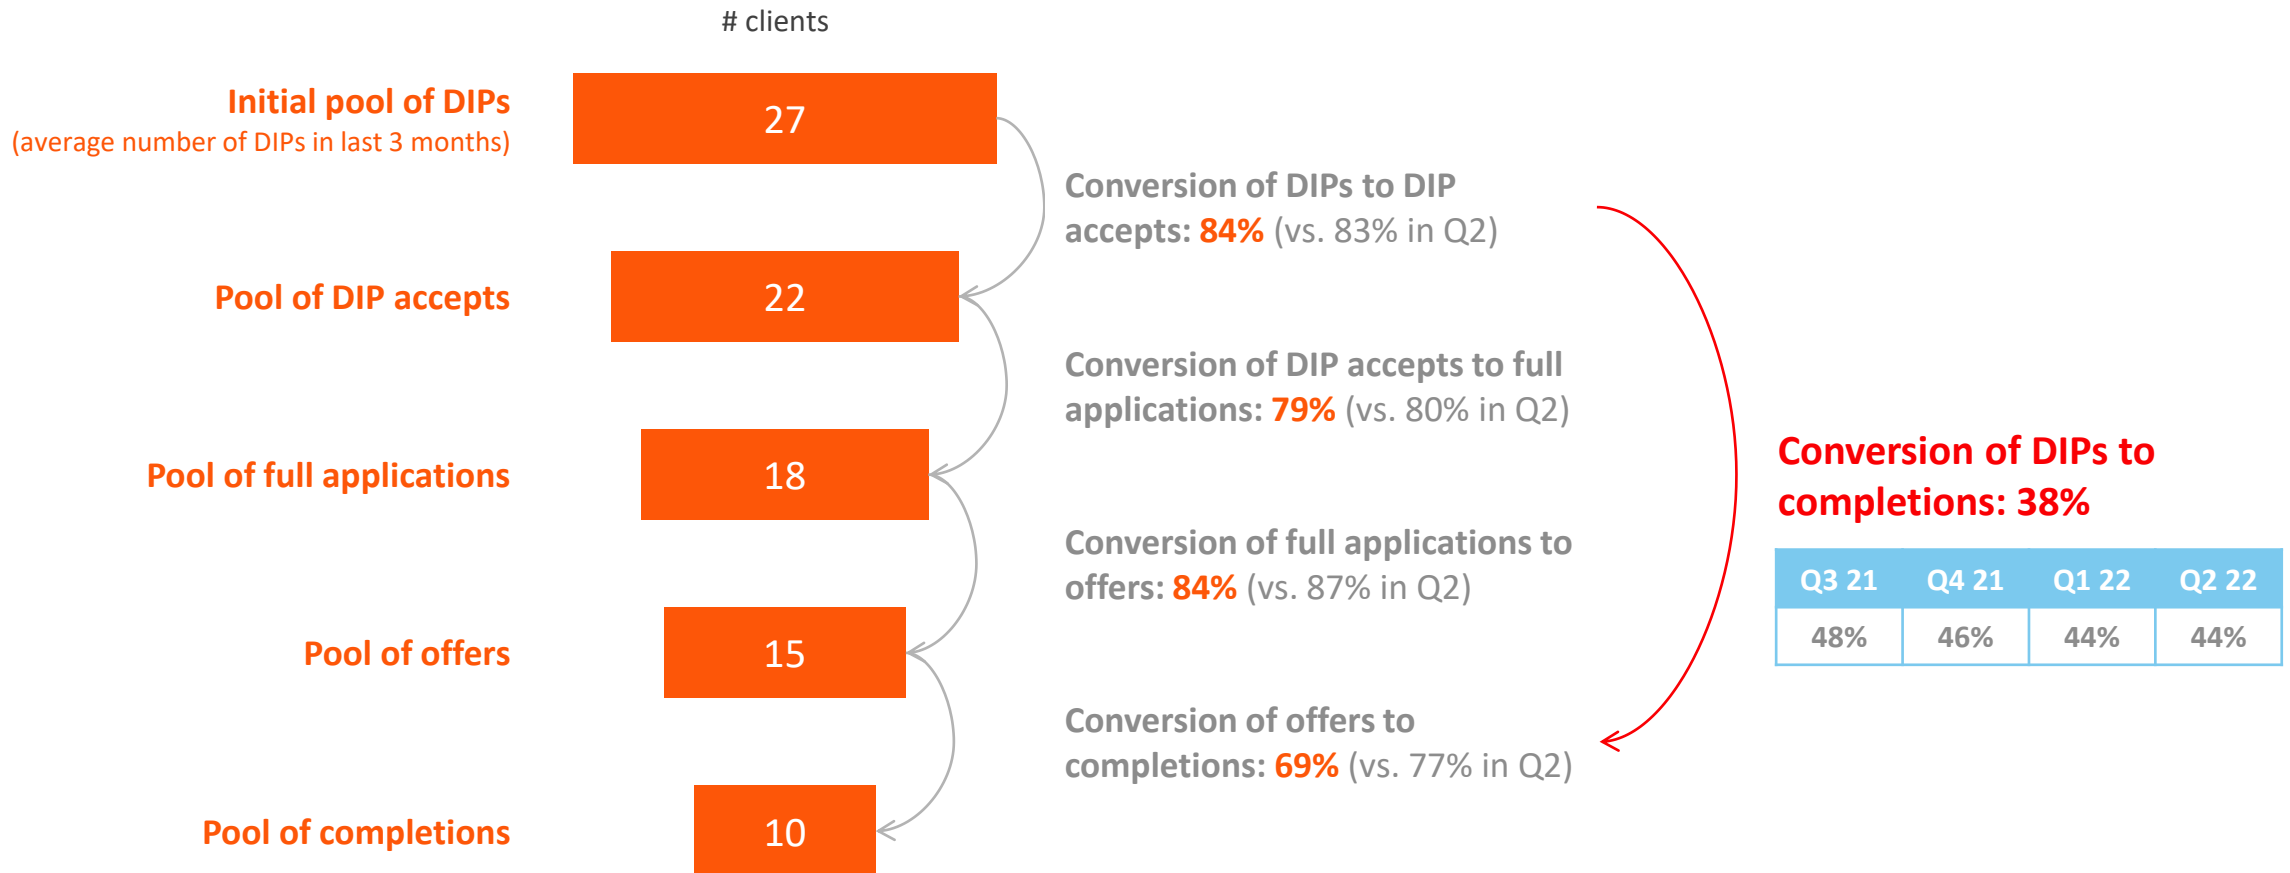 # clients
Initial pool of DIPs
(average number of DIPs in last 3 months)
27
Conversion of DIPs to DIP
accepts: 84% (vs. 83% in Q2)
Pool of DIP accepts
22
Conversion of DIP accepts to full
applications: 79% (vs. 80% in Q2)
Pool of full applications
18
Conversion of full applications to
offers: 84% (vs. 87% in Q2)
Pool of offers
15
Conversion of offers to
completions: 69% (vs. 77% in Q2)
Pool of completions
10
Conversion of DIPs to
completions: 38%
Q3 21 Q4 21 Q1 22 Q2 22
48% 46% 44% 44%